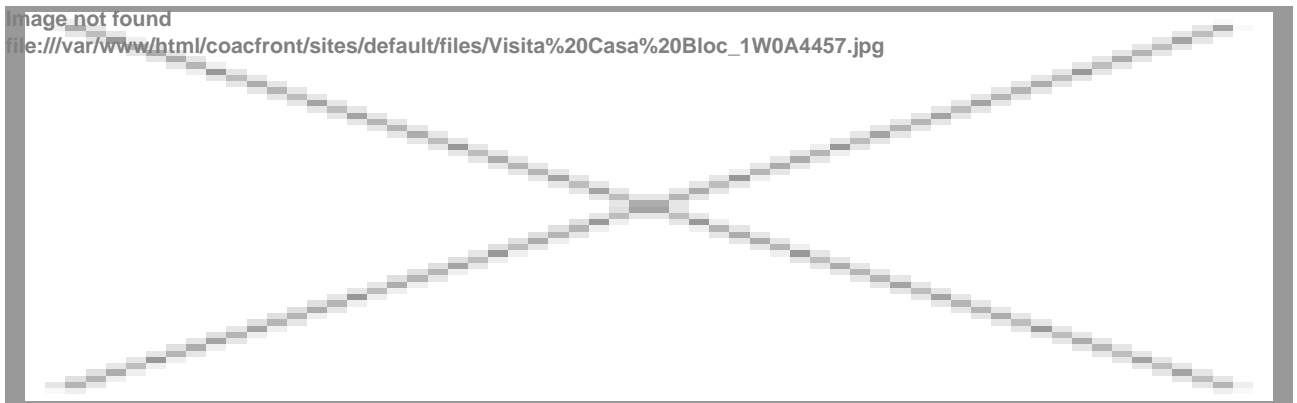 Image not found
file:///var/www/html/coacfront/sites/default/files/Visita%20Casa%20Bloc_1W0A4457.jpg